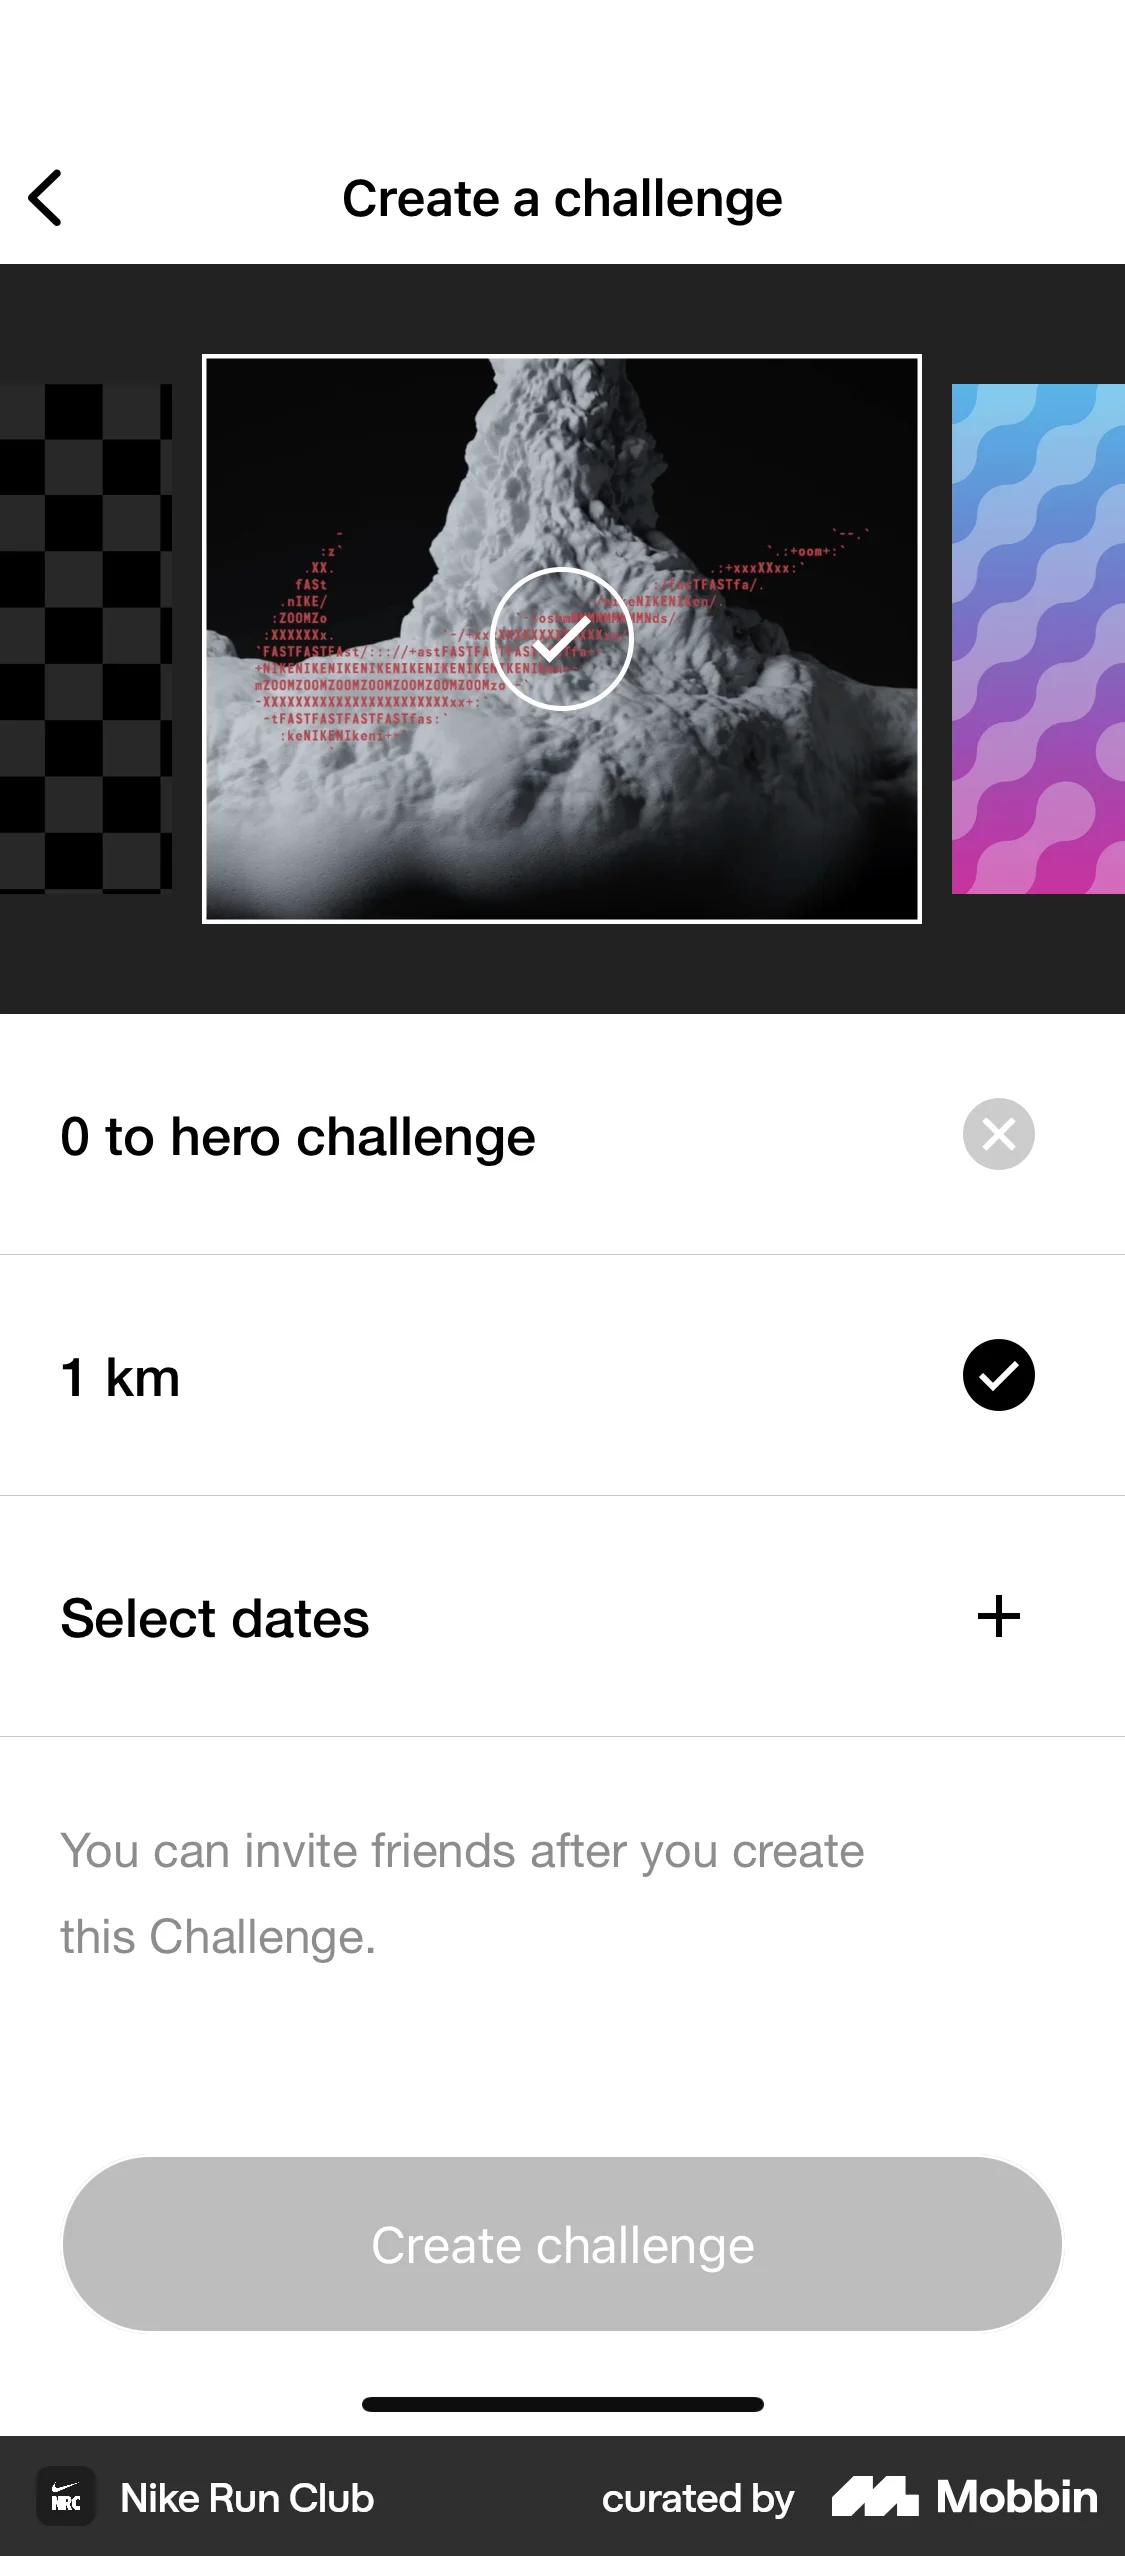 Create a challenge
0 to hero challenge
1 km
Select dates
You can invite friends after you create
this Challenge.
Create challenge
NRC
Nike Run Club
curated by
Mobbin